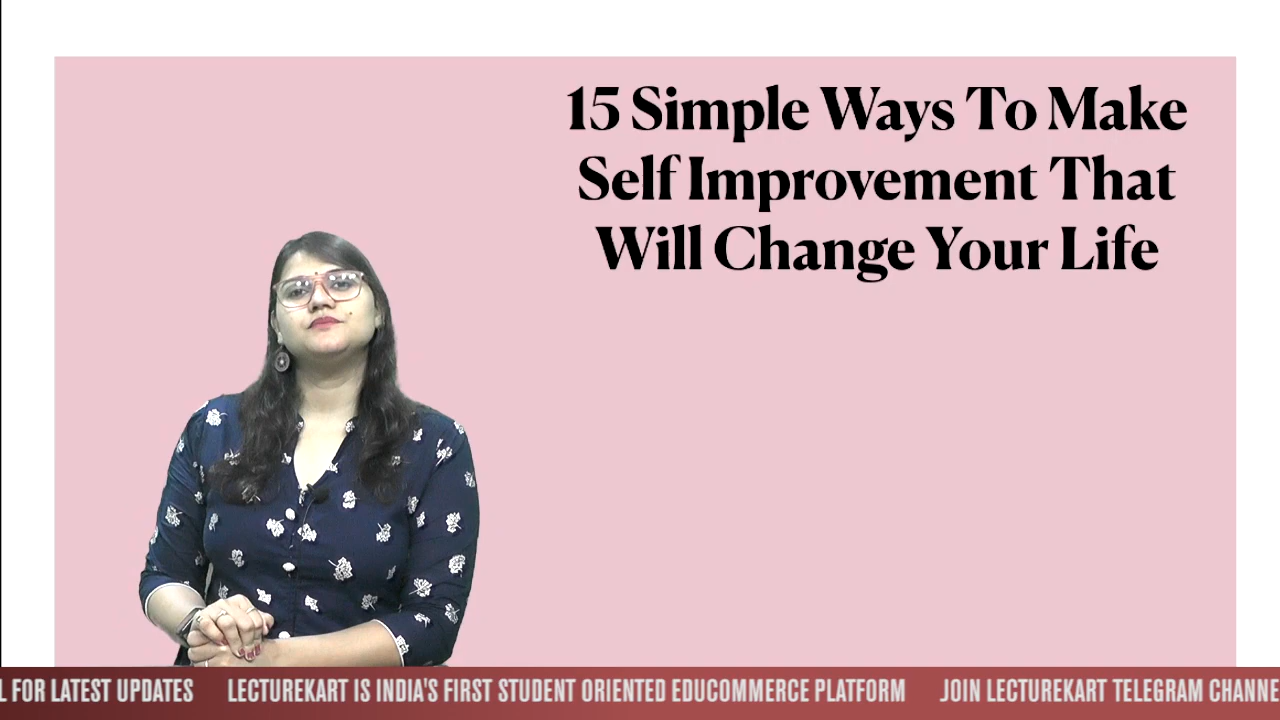 15 Simple Ways To Make
Self Improvement That
Will Change Your Life
L FOR LATEST UPDATES LECTUREKART IS INDIA'S FIRST STUDENT ORIENTED EDUCOMMERCE PLATFORM JOIN LECTUREKART TELEGRAM CHANNE